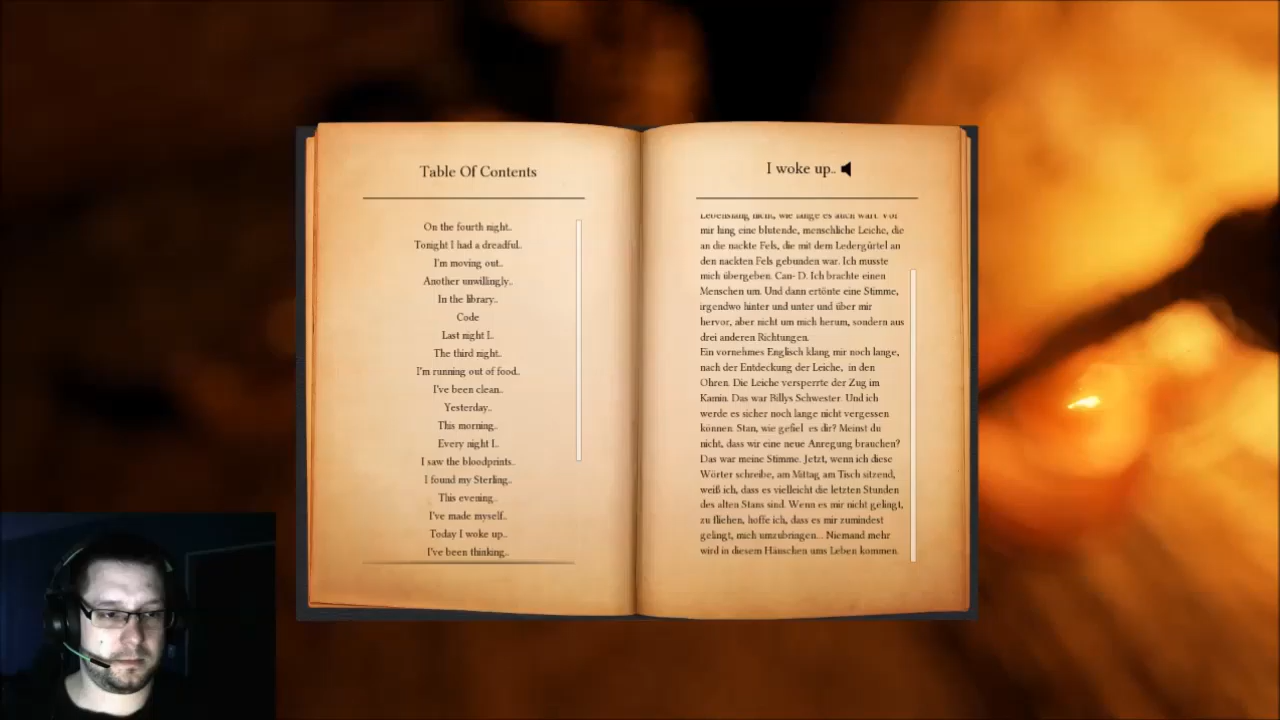 Table Of Contents
On the fourth night..
Tonight I had a dreadful..
I'm moving out..
Another unwillingly..
In the library..
Code
Last night I..
The third night..
I'm running out of food..
I've been clean..
Yesterday..
This morning..
Every night I..
I saw the bloodprints..
I found my Sterling..
This evening..
I've made myself..
Today I woke up..
I've been thinking..
I woke up..
Lebenslang nicht, wie lange es auch wärt. Vor
mir hing eine blutende, menschliche Leiche, die
an die nackte Fels, die mit dem Ledergürtel an
den nackten Fels gebunden war. Ich musste
mich übergeben. Can- D. Ich brachte einen
Menschen um. Und dann ertönte eine Stimme,
irgendwo hinter und unter und über mir
hervor, aber nicht um mich herum, sondern aus
drei anderen Richtungen.
Ein vornehmes Englisch klang mir noch lange,
nach der Entdeckung der Leiche, in den
Ohren. Die Leiche versperrte der Zug im
Kamin. Das war Billys Schwester. Und ich
werde es sicher noch lange nicht vergessen
können. Stan, wie gefiel es dir? Meinst du
nicht, dass wir eine neue Anregung brauchen?
Das war meine Stimme. Jetzt, wenn ich diese
Wörter schreibe, am Mittag am Tisch sitzend,
weiß ich, dass es vielleicht die letzten Stunden
des alten Stans sind. Wenn es mir nicht gelingt,
zu fliehen, hoffe ich, dass es mir zumindest
gelingt, mich umzubringen... Niemand mehr
wird in diesem Häuschen ums Leben kommen.